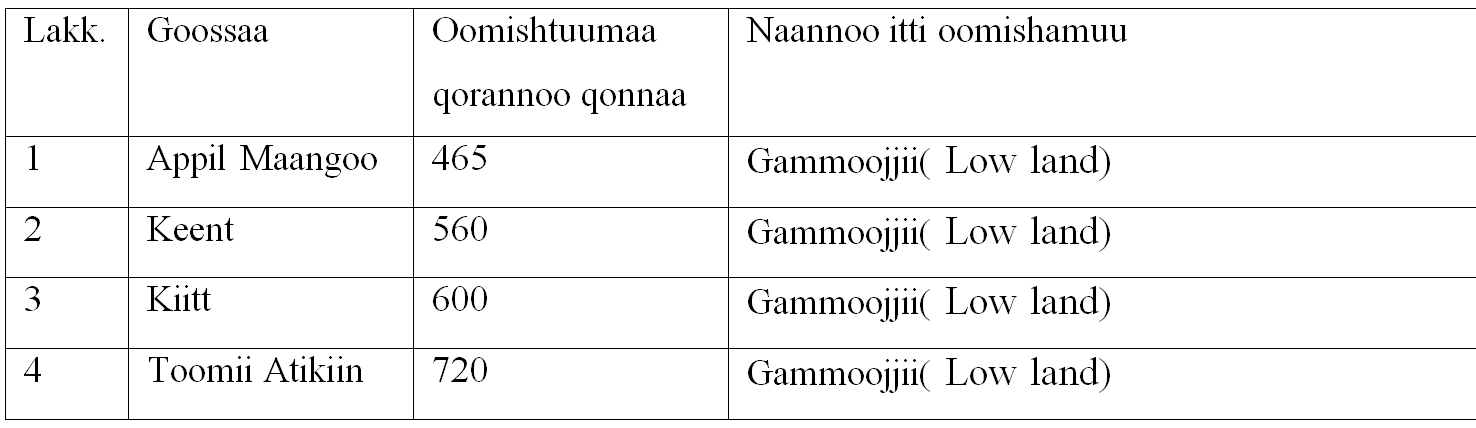 Lakk. Goossaa Oomishtuumaa Naannoo itti oomishamuu
qorannoo qonnaa
1 Appil Maangoo 465 Gammoojjii( Low land)
2 Keent 560 Gammoojjii( Low land)
3 Kiitt 600 Gammoojjii( Low land)
4 Toomii Atikiin 720 Gammoojjii( Low land)